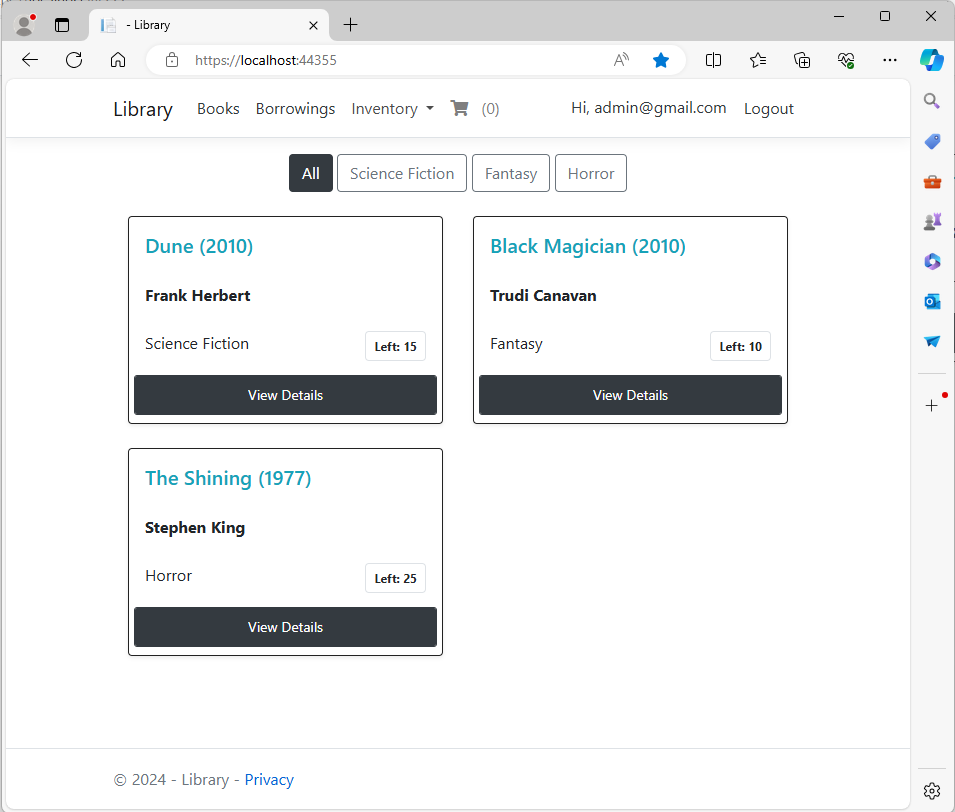 - Library
https://localhost:44355
Library Books Borrowings Inventory (0) Hi, admin@gmail.com Logout
All Science Fiction Fantasy Horror
Dune (2010)
Frank Herbert
Science Fiction Left: 15
View Details
Black Magician (2010)
Trudi Canavan
Fantasy Left: 10
View Details
The Shining (1977)
Stephen King
Horror Left: 25
View Details
© 2024 - Library - Privacy